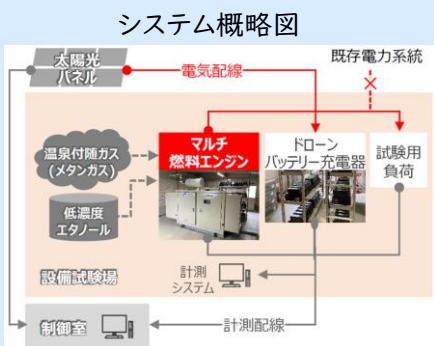 システム概略図
太陽光
パネル
電気配線
既存電力系統
×
温泉付随ガス
(メタンガス)
マルチ
燃料エンジン
ドローン
バッテリー充電器
試験用
負荷
低濃度
エタノール
設備試験場
計測
システム
制御室
計測配線